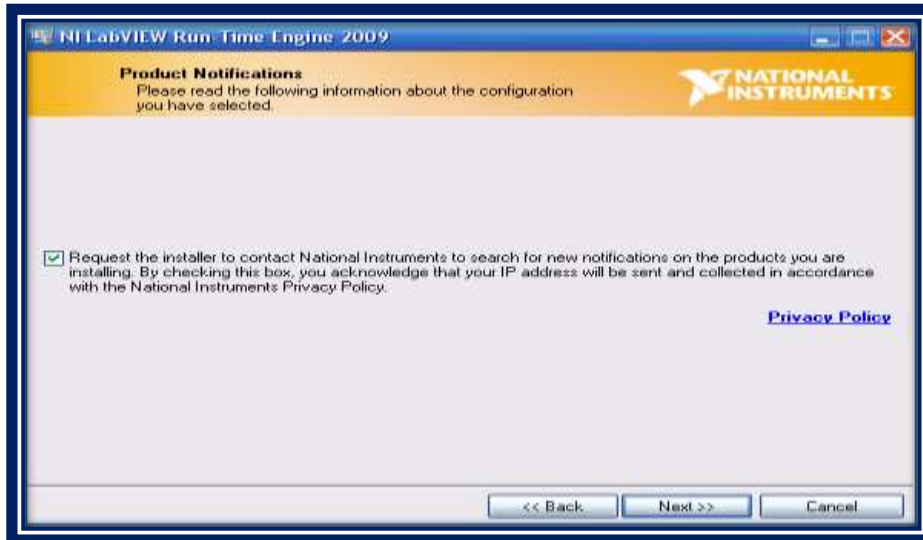 NI LabVIEW Run-Time Engine 2009
Product Notifications
Please read the following information about the configuration
you have selected.
NATIONAL
INSTRUMENTS
Request the installer to contact National Instruments to search for new notifications on the products you are
installing. By checking this box, you acknowledge that your IP address will be sent and collected in accordance
with the National Instruments Privacy Policy.
Privacy Policy
<< Back
Next >>
Cancel